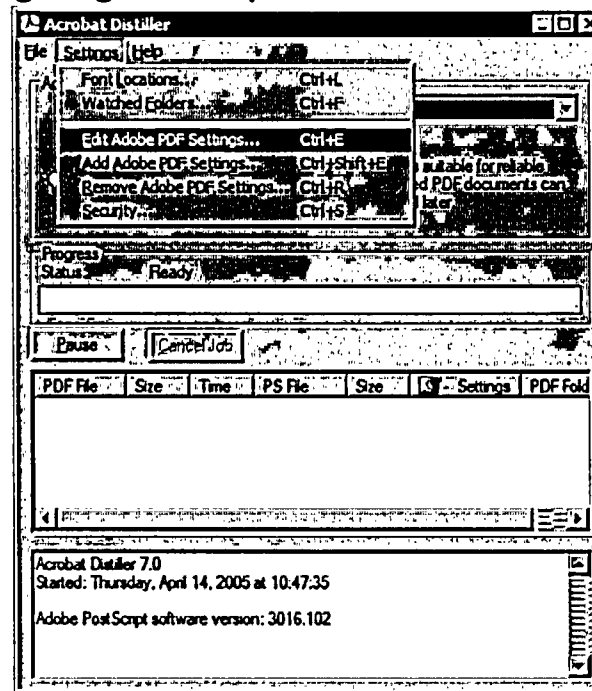 Acrobat Distiller
File Settings Help
Font Locations... Ctrl+L
Watched Folders... Ctrl+F
Edit Adobe PDF Settings... Ctrl+E
Add Adobe PDF Settings... Ctrl+Shift+E
Remove Adobe PDF Settings... Ctrl+R
Security... Ctrl+S
suitable for reliable
PDF documents can
later
Progress
Status: Ready
Pause Cancel Job
PDF File Size Time PS File Size Settings PDF Fold
Acrobat Distiller 7.0
Started: Thursday, April 14, 2005 at 10:47:35
Adobe PostScript software version: 3016.102